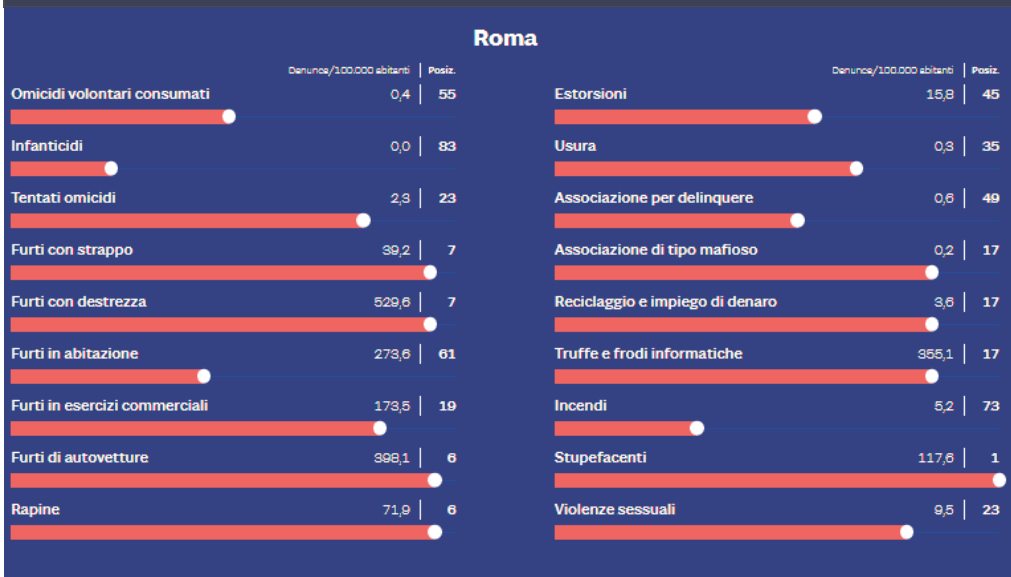 Roma
Denunce/100.000 abitanti | Posiz.
Omicidi volontari consumati 0,4 | 55
Infanticidi 0,0 | 83
Tentati omicidi 2,3 | 23
Furti con strappo 39,2 | 7
Furti con destrezza 529,6 | 7
Furti in abitazione 273,6 | 61
Furti in esercizi commerciali 173,5 | 19
Furti di autovetture 398,1 | 6
Rapine 71,9 | 6
Denunce/100.000 abitanti | Posiz.
Estorsioni 15,8 | 45
Usura 0,3 | 35
Associazione per delinquere 0,6 | 49
Associazione di tipo mafioso 0,2 | 17
Reciclaggio e impiego di denaro 3,6 | 17
Truffe e frodi informatiche 355,1 | 17
Incendi 5,2 | 73
Stupefacenti 117,6 | 1
Violenze sessuali 9,5 | 23